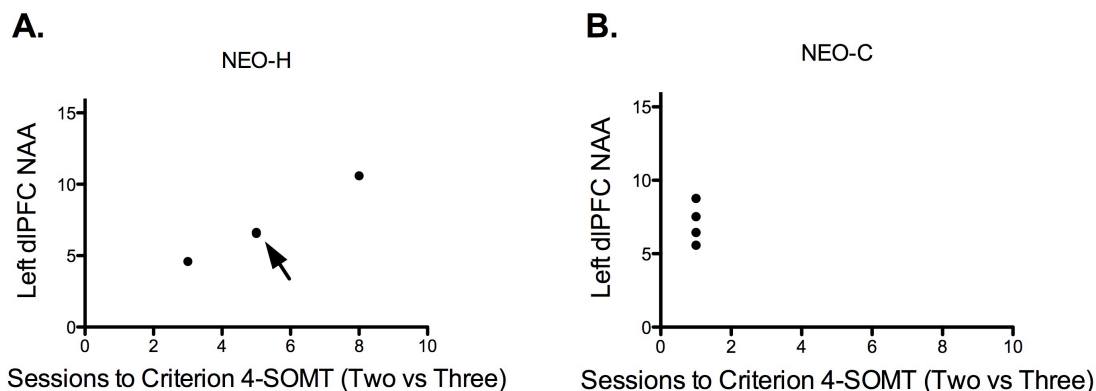 A.
NEO-H
15
10
5
0
Left dlPFC NAA
0 2 4 6 8 10
Sessions to Criterion 4-SOMT (Two vs Three)
B.
NEO-C
15
10
5
0
Left dlPFC NAA
0 2 4 6 8 10
Sessions to Criterion 4-SOMT (Two vs Three)